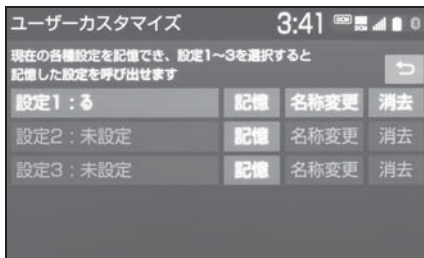 ユーザーカスタマイズ 3:41
現在の各種設定を記憶でき、設定1～3を選択すると
記憶した設定を呼び出せます
設定1：る 記憶 名称変更 消去
設定2：未設定 記憶 名称変更 消去
設定3：未設定 記憶 名称変更 消去